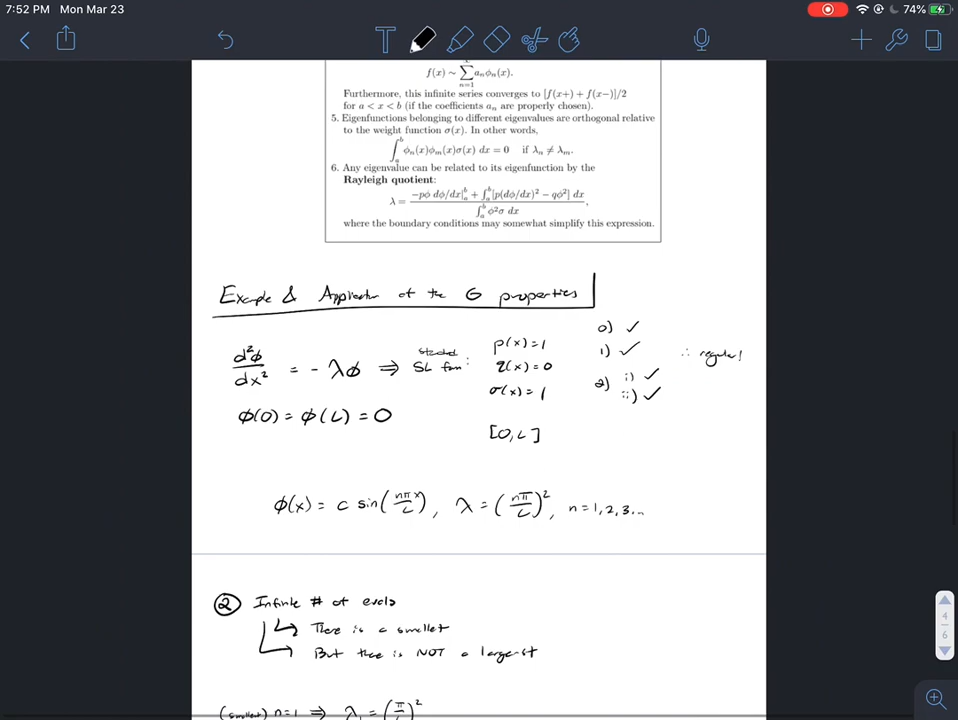 7:52 PM Mon Mar 23
74%
T
∞
f(x) ~ ∑ aₙϕₙ(x).
n=1
Furthermore, this infinite series converges to [f(x+) + f(x−)]/2
for a < x < b (if the coefficients aₙ are properly chosen).
5. Eigenfunctions belonging to different eigenvalues are orthogonal relative
to the weight function σ(x). In other words,
∫ₐᵇ ϕₙ(x)ϕₘ(x)σ(x) dx = 0 if λₙ ≠ λₘ.
6. Any eigenvalue can be related to its eigenfunction by the
Rayleigh quotient:
λ = (−pϕ dϕ/dx|ₐᵇ + ∫ₐᵇ [p(dϕ/dx)² − qϕ²] dx) / (∫ₐᵇ ϕ²σ dx),
where the boundary conditions may somewhat simplify this expression.
Example & Application of the 6 properties
d²ϕ/dx² = - λϕ ⇒ SL form:
p(x) = 1
q(x) = 0
σ(x) = 1
[0, L]
0) ✓
1) ✓
2) i) ✓
ii) ✓
∴ regular!
ϕ(0) = ϕ(L) = 0
ϕ(x) = c sin(nπx/L), λ = (nπ/L)², n = 1, 2, 3...
② Infinite # of evals
↳ There is a smallest
↳ But there is NOT a largest
(smallest) n=1 ⇒ λ₁ = (π/L)²
4
6